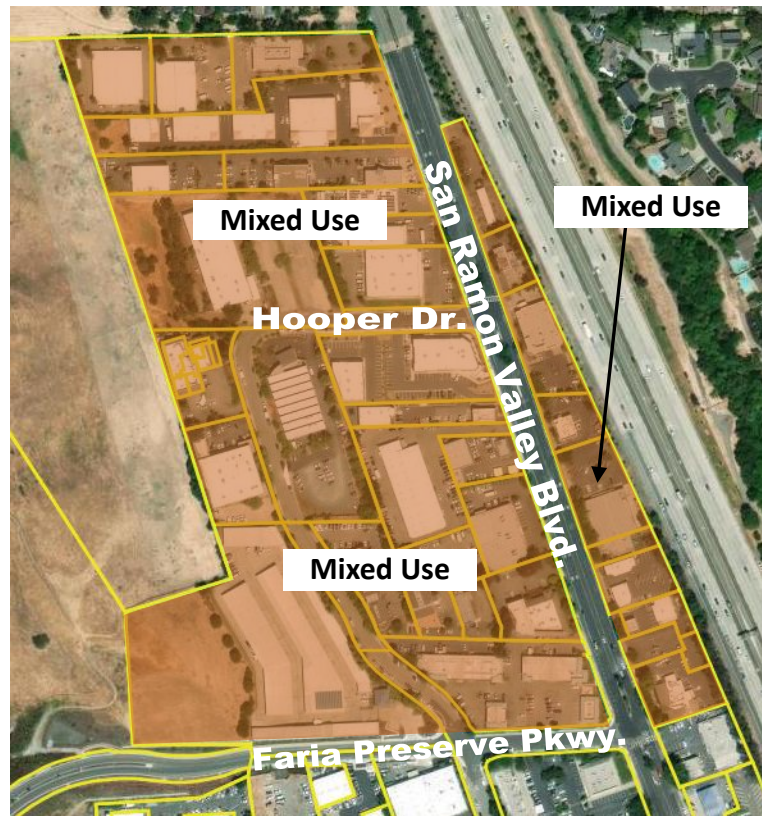 Mixed Use
Mixed Use
San Ramon Valley Blvd.
Hooper Dr.
Mixed Use
Faria Preserve Pkwy.